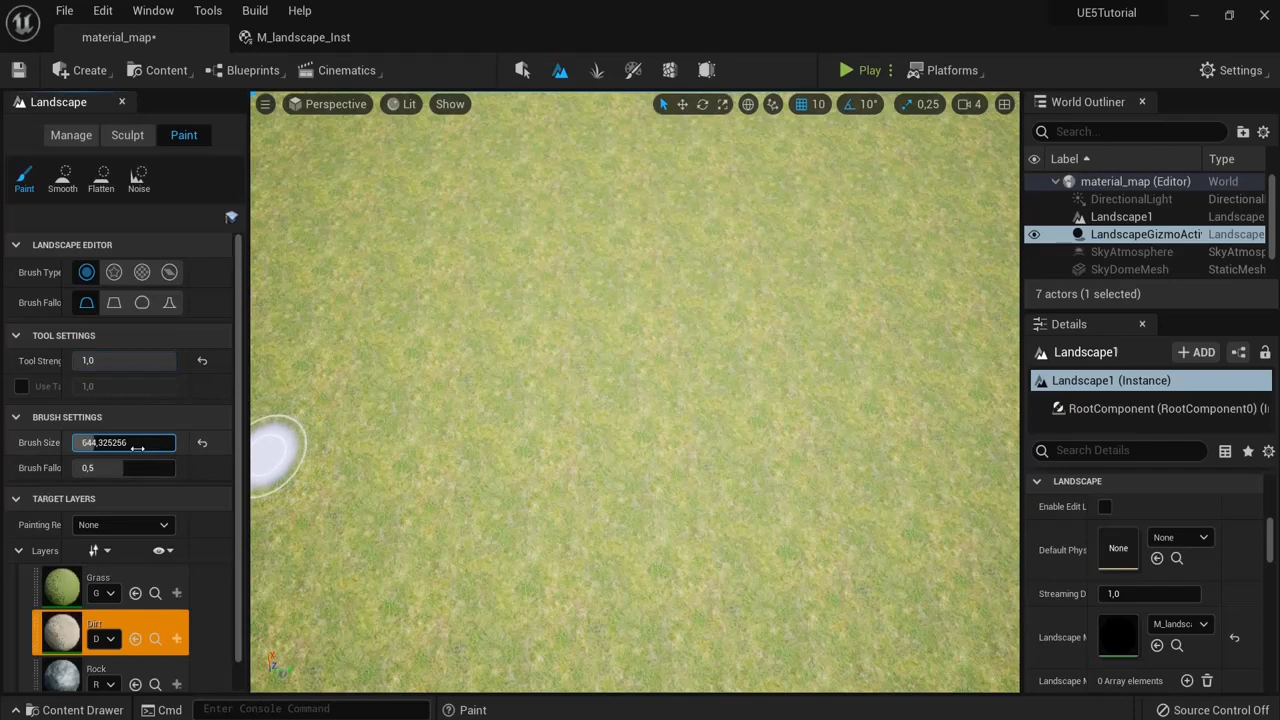 File Edit Window Tools Build Help
UE5Tutorial
material_map*
M_landscape_Inst
Create
Content
Blueprints
Cinematics
Play
Platforms
Settings
Landscape
Manage Sculpt Paint
Paint Smooth Flatten Noise
LANDSCAPE EDITOR
Brush Type
Brush Fallo
TOOL SETTINGS
Tool Streng 1,0
Use Ta 1,0
BRUSH SETTINGS
Brush Size 644,325256
Brush Fallo 0,5
TARGET LAYERS
Painting Re None
Layers
Grass
G
Dirt
D
Rock
R
Perspective Lit Show
10 10° 0,25 4
X
Z
World Outliner
Search...
Label Type
material_map (Editor) World
DirectionalLight Directional
Landscape1 Landscape
LandscapeGizmoActi Landscape
SkyAtmosphere SkyAtmosp
SkyDomeMesh StaticMesh
7 actors (1 selected)
Details
Landscape1
ADD
Landscape1 (Instance)
RootComponent (RootComponent0) (I
Search Details
LANDSCAPE
Enable Edit L
Default Phys None None
Streaming D 1,0
Landscape M M_landsca
Landscape M 0 Array elements
Content Drawer
Cmd
Enter Console Command
Paint
Source Control Off